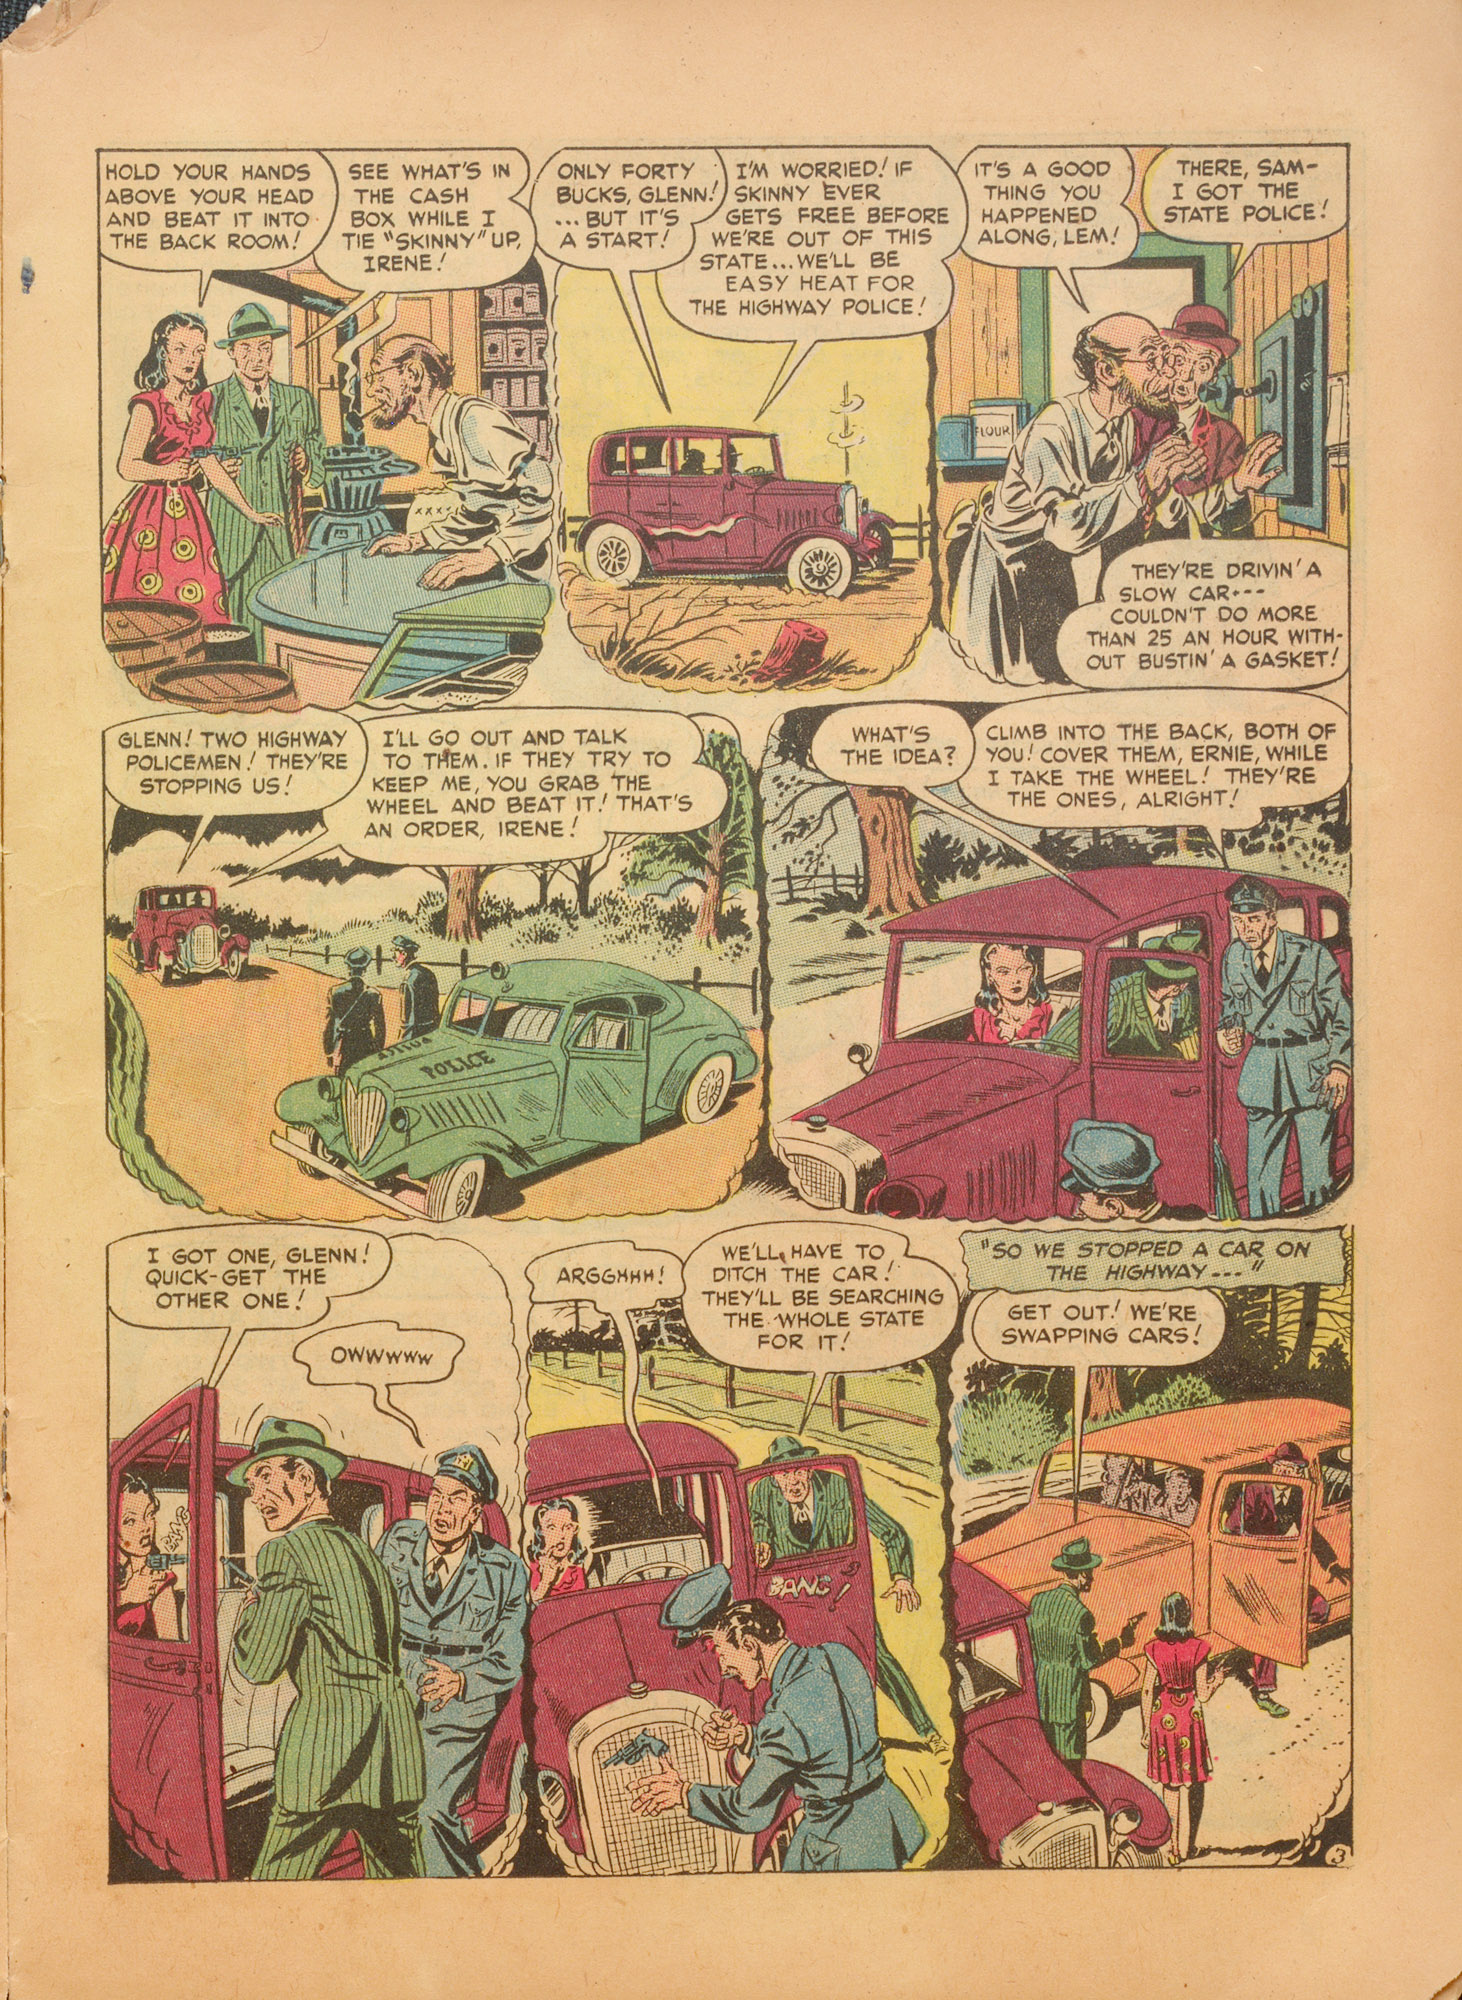 HOLD YOUR HANDS
ABOVE YOUR HEAD
AND BEAT IT INTO
THE BACK ROOM!
SEE WHAT'S IN
THE CASH
BOX WHILE I
TIE "SKINNY" UP,
IRENE!
XXXX
ONLY FORTY
BUCKS, GLENN!
...BUT IT'S
A START!
I'M WORRIED! IF
SKINNY EVER
GETS FREE BEFORE
WE'RE OUT OF THIS
STATE...WE'LL BE
EASY HEAT FOR
THE HIGHWAY POLICE!
IT'S A GOOD
THING YOU
HAPPENED
ALONG, LEM!
THERE, SAM-
I GOT THE
STATE POLICE!
FLOUR
THEY'RE DRIVIN' A
SLOW CAR---
COULDN'T DO MORE
THAN 25 AN HOUR WITH-
OUT BUSTIN' A GASKET!
GLENN! TWO HIGHWAY
POLICEMEN! THEY'RE
STOPPING US!
I'LL GO OUT AND TALK
TO THEM. IF THEY TRY TO
KEEP ME, YOU GRAB THE
WHEEL AND BEAT IT! THAT'S
AN ORDER, IRENE!
POLICE
WHAT'S
THE IDEA?
CLIMB INTO THE BACK, BOTH OF
YOU! COVER THEM, ERNIE, WHILE
I TAKE THE WHEEL! THEY'RE
THE ONES, ALRIGHT!
I GOT ONE, GLENN!
QUICK-GET THE
OTHER ONE!
OWWWWW
BANG
ARGGHHH!
WE'LL HAVE TO
DITCH THE CAR!
THEY'LL BE SEARCHING
THE WHOLE STATE
FOR IT!
BANG!
"SO WE STOPPED A CAR ON
THE HIGHWAY---"
GET OUT! WE'RE
SWAPPING CARS!
3